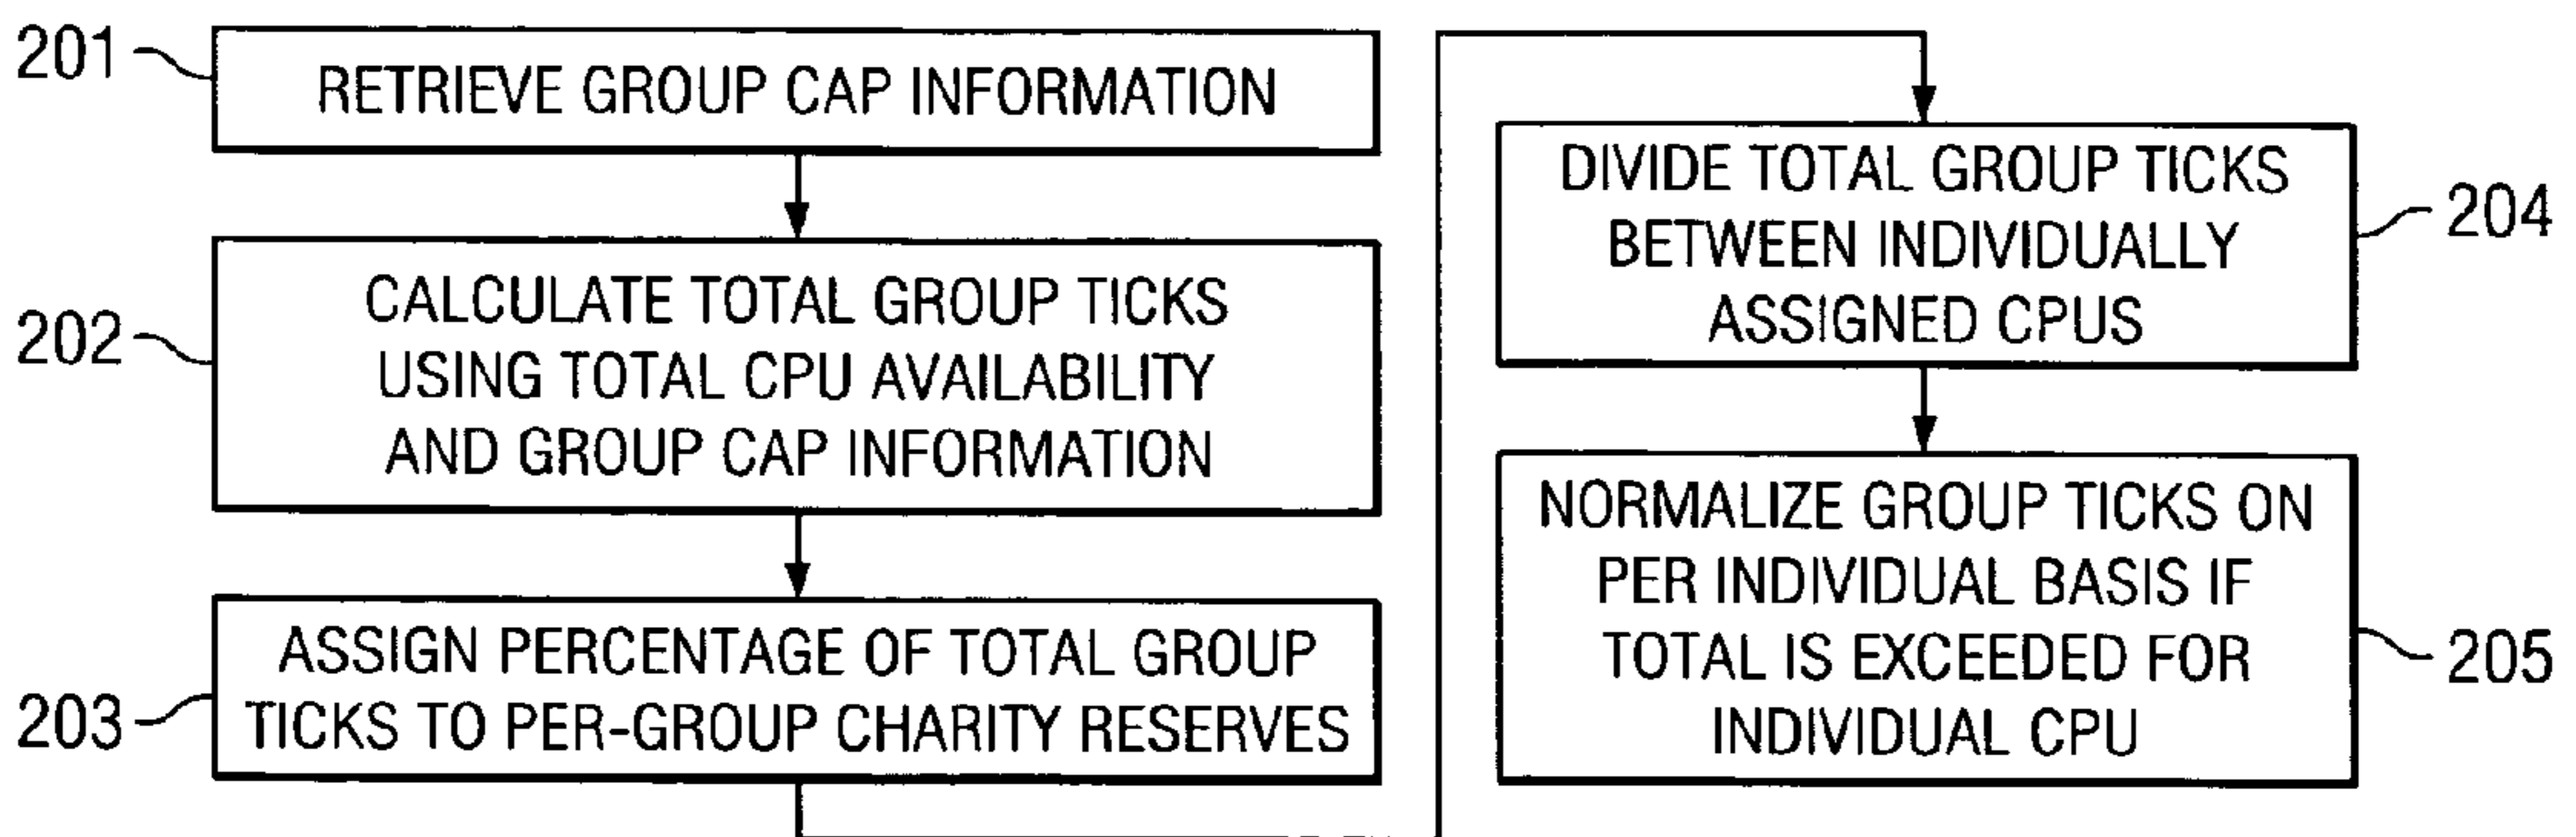 201
RETRIEVE GROUP CAP INFORMATION
202
CALCULATE TOTAL GROUP TICKS
USING TOTAL CPU AVAILABILITY
AND GROUP CAP INFORMATION
203
ASSIGN PERCENTAGE OF TOTAL GROUP
TICKS TO PER-GROUP CHARITY RESERVES
DIVIDE TOTAL GROUP TICKS
BETWEEN INDIVIDUALLY
ASSIGNED CPUS
204
NORMALIZE GROUP TICKS ON
PER INDIVIDUAL BASIS IF
TOTAL IS EXCEEDED FOR
INDIVIDUAL CPU
205